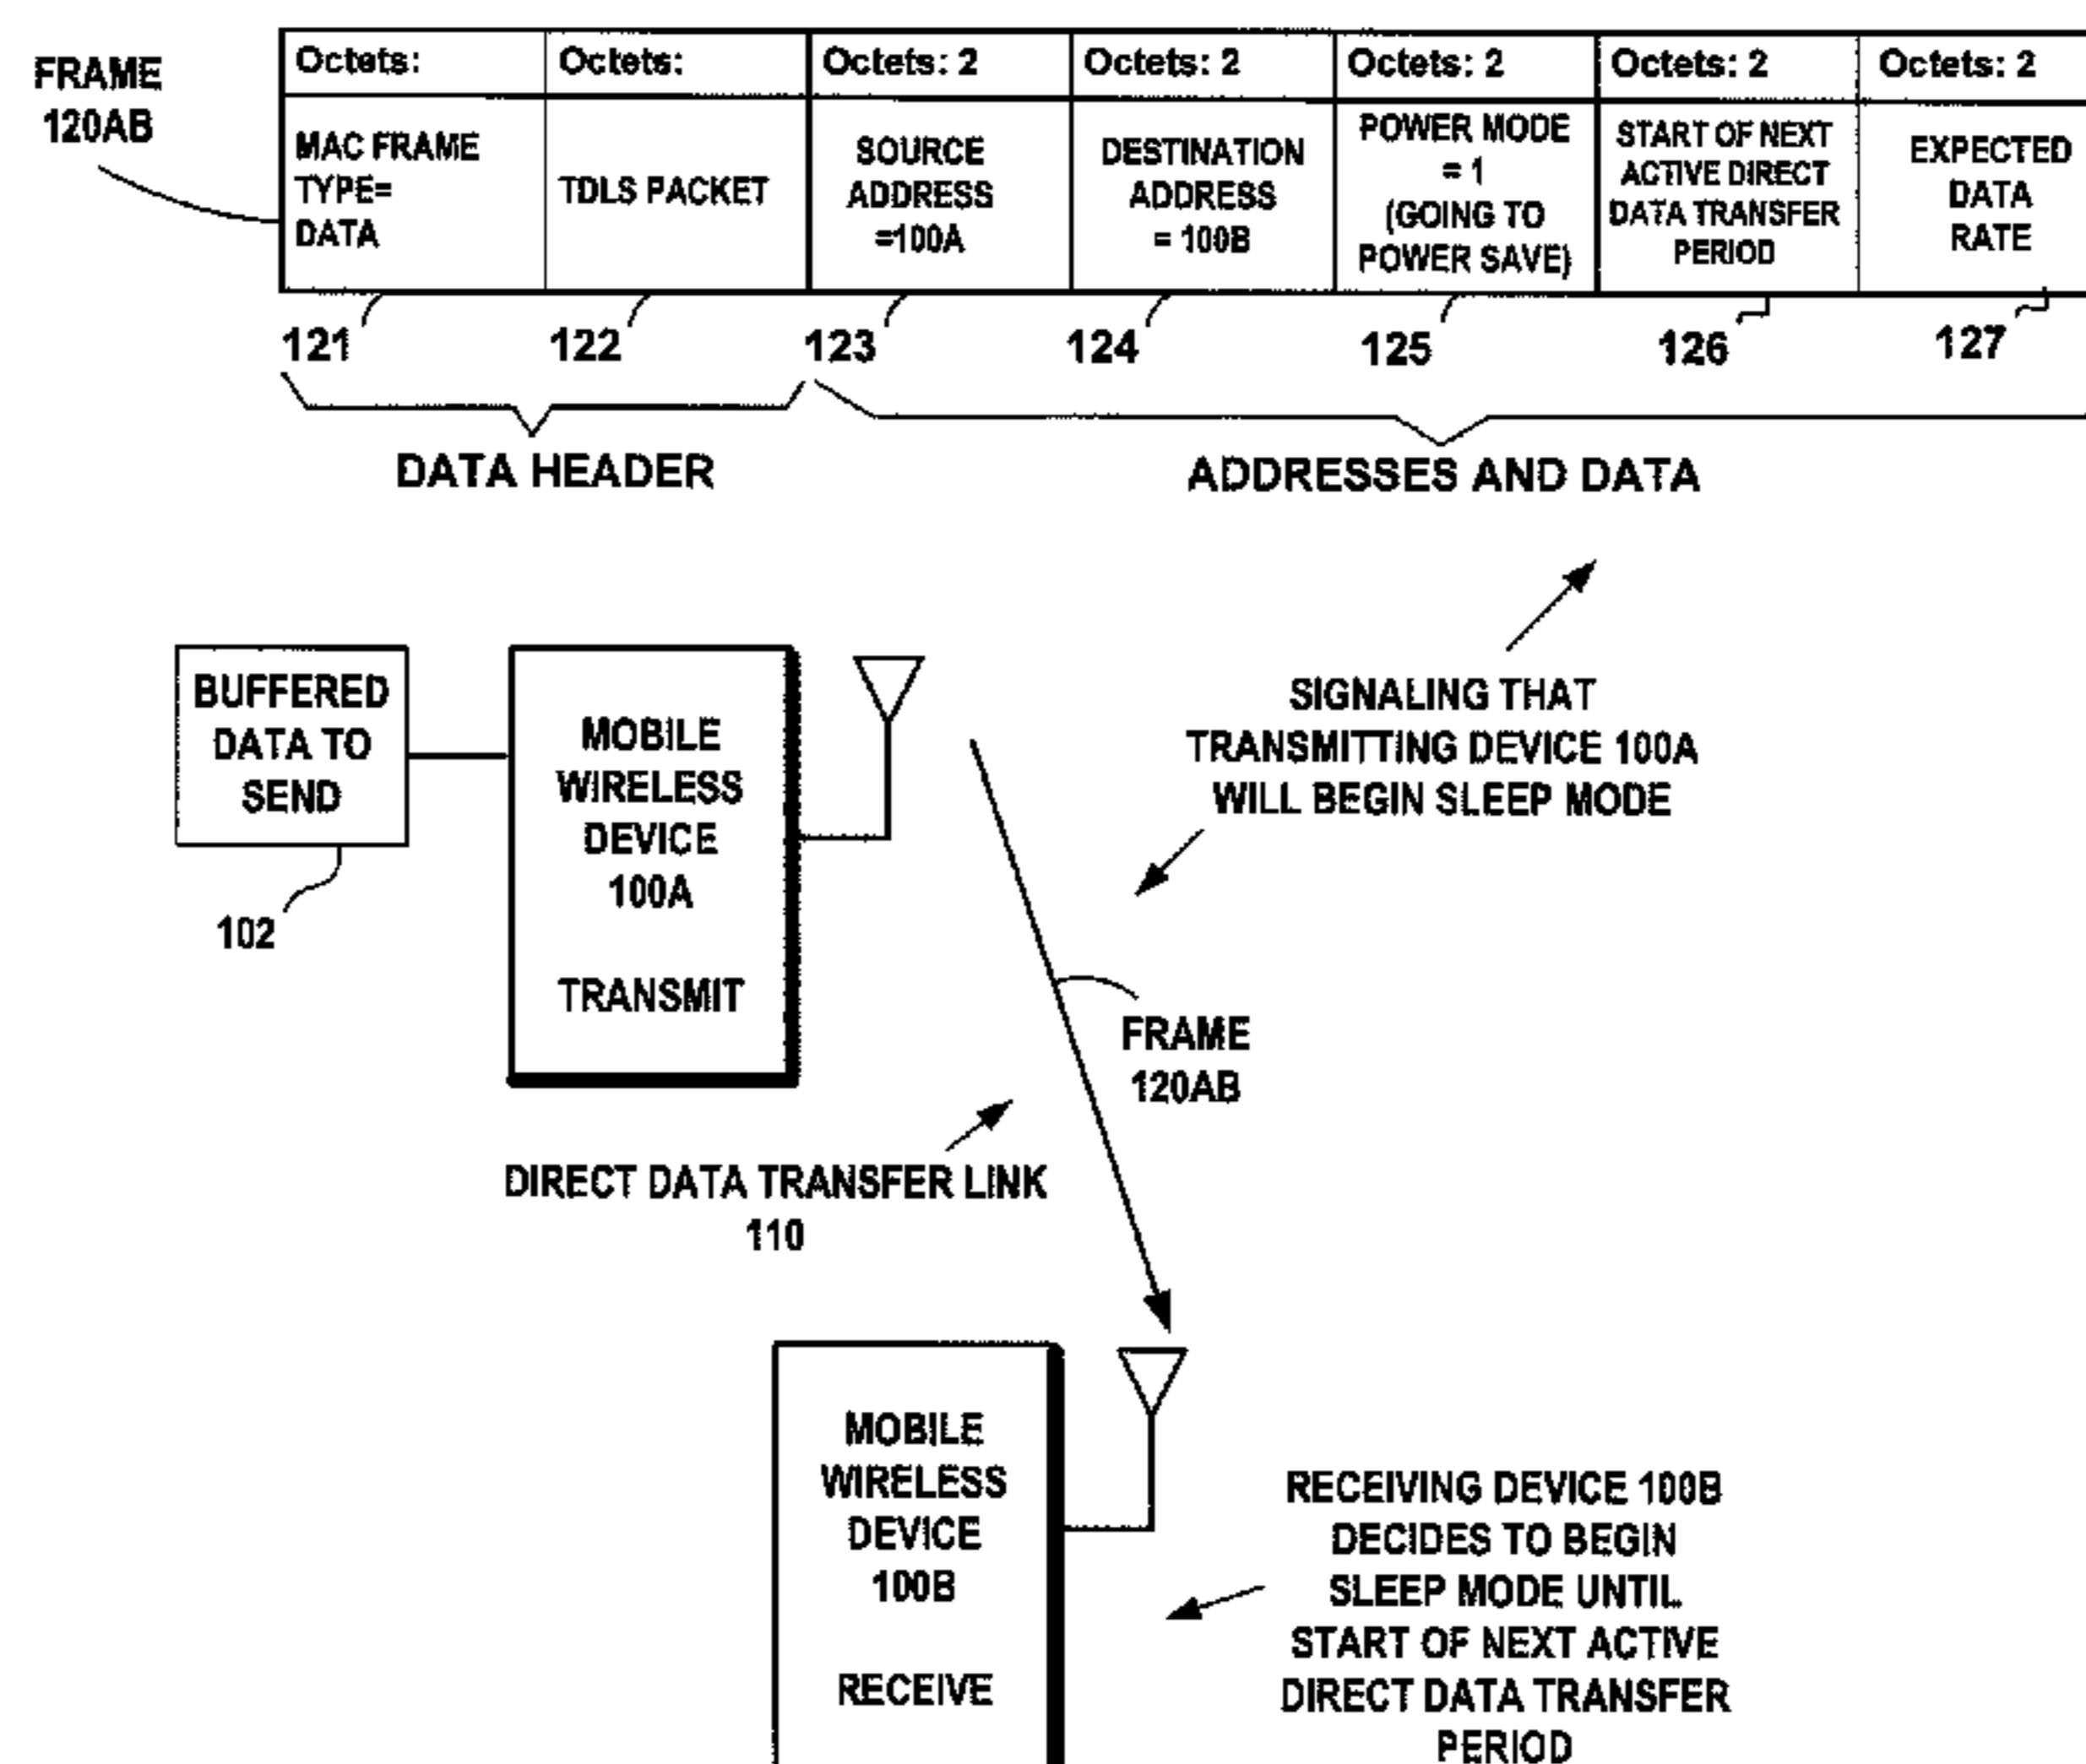 FRAME
120AB
Octets:
Octets:
Octets: 2
Octets: 2
Octets: 2
Octets: 2
Octets: 2
MAC FRAME
TYPE=
DATA
TDLS PACKET
SOURCE
ADDRESS
=100A
DESTINATION
ADDRESS
= 100B
POWER MODE
= 1
(GOING TO
POWER SAVE)
START OF NEXT
ACTIVE DIRECT
DATA TRANSFER
PERIOD
EXPECTED
DATA
RATE
121
122
123
124
125
126
127
DATA HEADER
ADDRESSES AND DATA
BUFFERED
DATA TO
SEND
102
MOBILE
WIRELESS
DEVICE
100A
TRANSMIT
SIGNALING THAT
TRANSMITTING DEVICE 100A
WILL BEGIN SLEEP MODE
FRAME
120AB
DIRECT DATA TRANSFER LINK
110
MOBILE
WIRELESS
DEVICE
100B
RECEIVE
RECEIVING DEVICE 100B
DECIDES TO BEGIN
SLEEP MODE UNTIL
START OF NEXT ACTIVE
DIRECT DATA TRANSFER
PERIOD